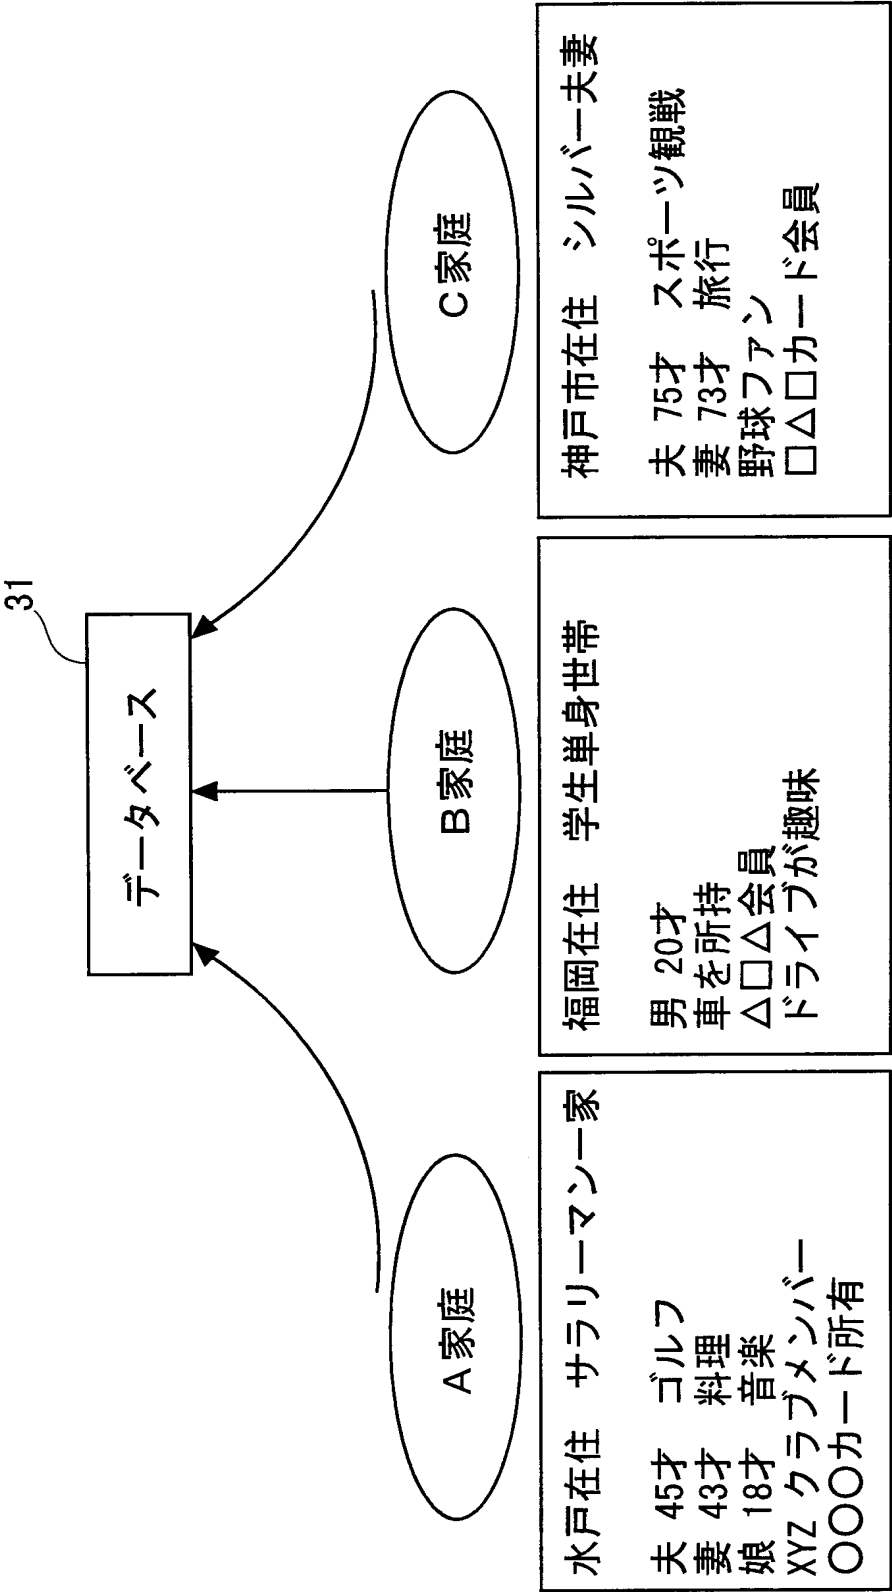 31
データベース
A家庭
B家庭
C家庭
水戸在住 サラリーマン一家
夫 45才 ゴルフ
妻 43才 料理
娘 18才 音楽
XYZ クラブメンバー
〇〇〇カード所有
福岡在住 学生単身世帯
男 20才
車を所持
△□△会員
ドライブが趣味
神戸市在住 シルバー夫妻
夫 75才 スポーツ観戦
妻 73才 旅行
野球ファン
□△□カード会員